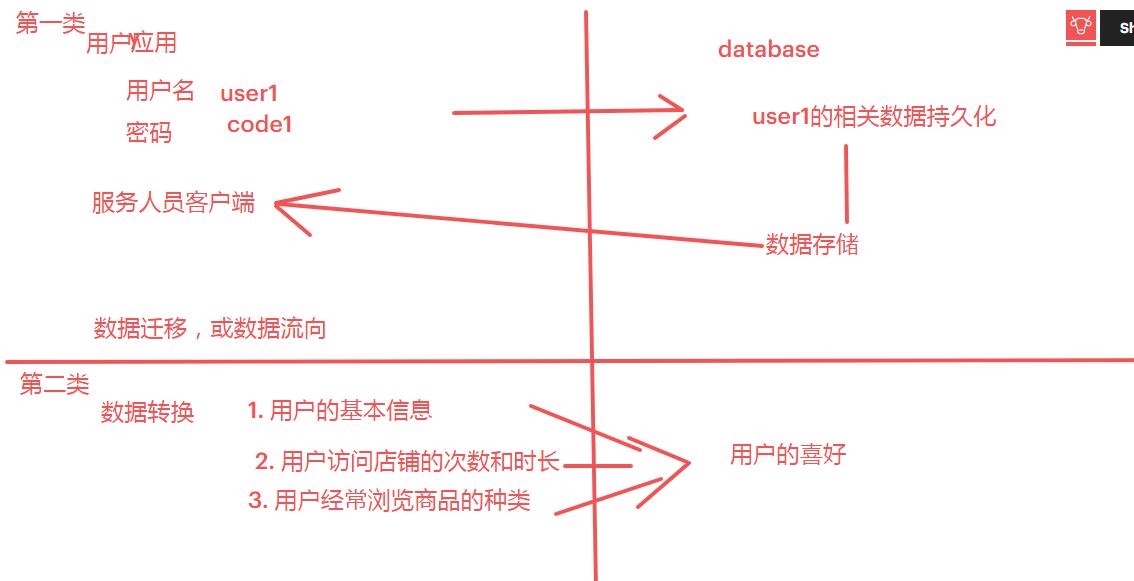 第一类
用户应用
database
用户名 user1
密码 code1
user1的相关数据持久化
服务人员客户端
数据存储
数据迁移，或数据流向
第二类
数据转换 1. 用户的基本信息
2. 用户访问店铺的次数和时长
3. 用户经常浏览商品的种类
用户的喜好